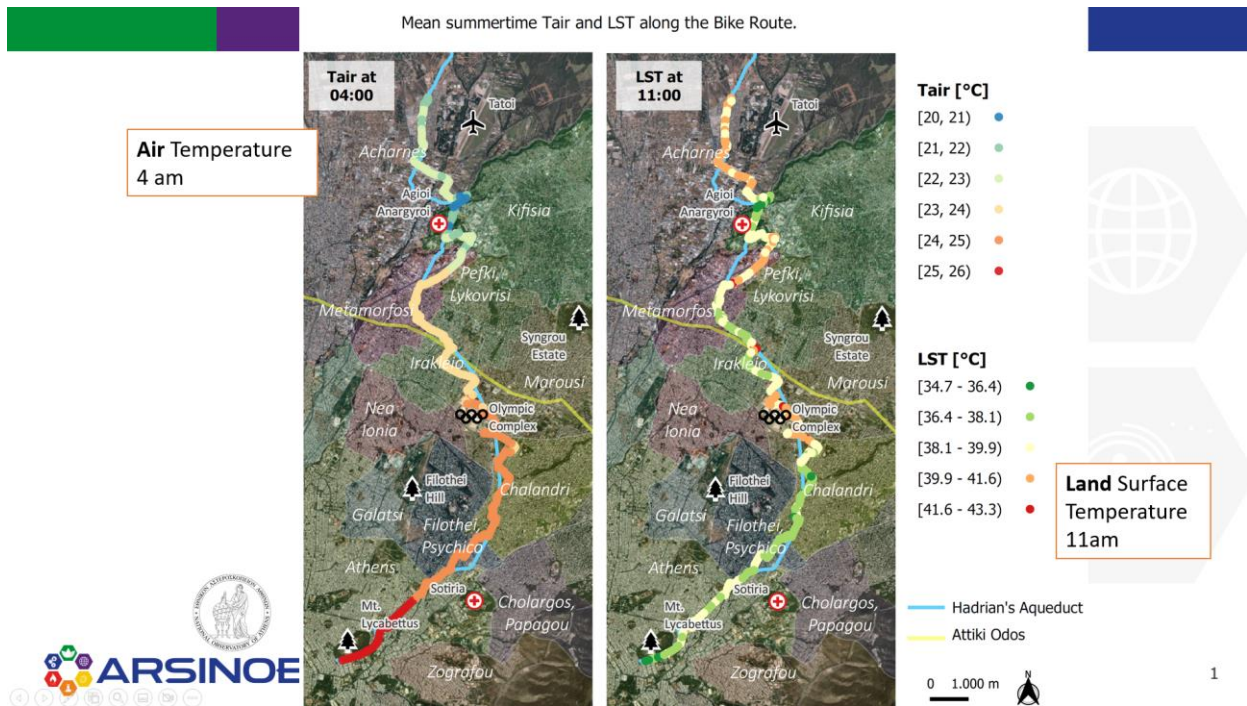 Mean summertime Tair and LST along the Bike Route.
Air Temperature
4 am
Tair at
04:00
Tatoi
Acharnes
Agioi
Anargyroi
Kifisia
Pefki,
Lykovrisi
Metamorfosi
Syngrou
Estate
Irakleio
Marousi
Nea
Ionia
Olympic
Complex
Filothei
Hill
Chalandri
Galatsi
Filothei,
Psychico
Athens
Sotiria
Mt.
Lycabettus
Cholargos,
Papagou
Zografou
LST at
11:00
Tatoi
Acharnes
Agioi
Anargyroi
Kifisia
Pefki,
Lykovrisi
Metamorfosi
Syngrou
Estate
Irakleio
Marousi
Nea
Ionia
Olympic
Complex
Filothei
Hill
Chalandri
Galatsi
Filothei,
Psychico
Athens
Sotiria
Mt.
Lycabettus
Cholargos,
Papagou
Zografou
Tair [°C]
[20, 21)
[21, 22)
[22, 23)
[23, 24)
[24, 25)
[25, 26)
LST [°C]
[34.7 - 36.4)
[36.4 - 38.1)
[38.1 - 39.9)
[39.9 - 41.6)
[41.6 - 43.3)
Land Surface
Temperature
11am
Hadrian's Aqueduct
Attiki Odos
0 1.000 m
N
1
ARSINOE